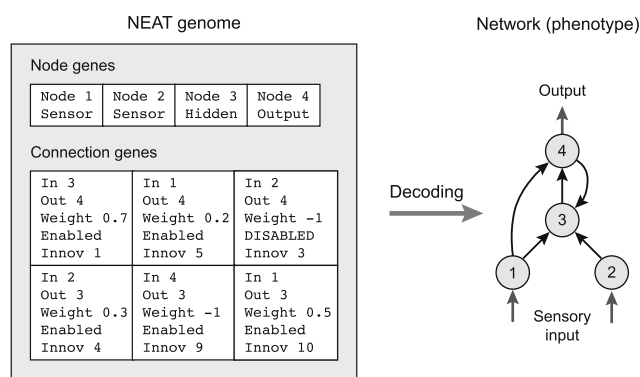 NEAT genome
Network (phenotype)
Node genes
Node 1 Node 2 Node 3 Node 4
Sensor Sensor Hidden Output
Connection genes
In 3
Out 4
Weight 0.7
Enabled
Innov 1
In 1
Out 4
Weight 0.2
Enabled
Innov 5
In 2
Out 4
Weight -1
DISABLED
Innov 3
In 2
Out 3
Weight 0.3
Enabled
Innov 4
In 4
Out 3
Weight -1
Enabled
Innov 9
In 1
Out 3
Weight 0.5
Enabled
Innov 10
Decoding
Output
4
3
1
2
Sensory
input